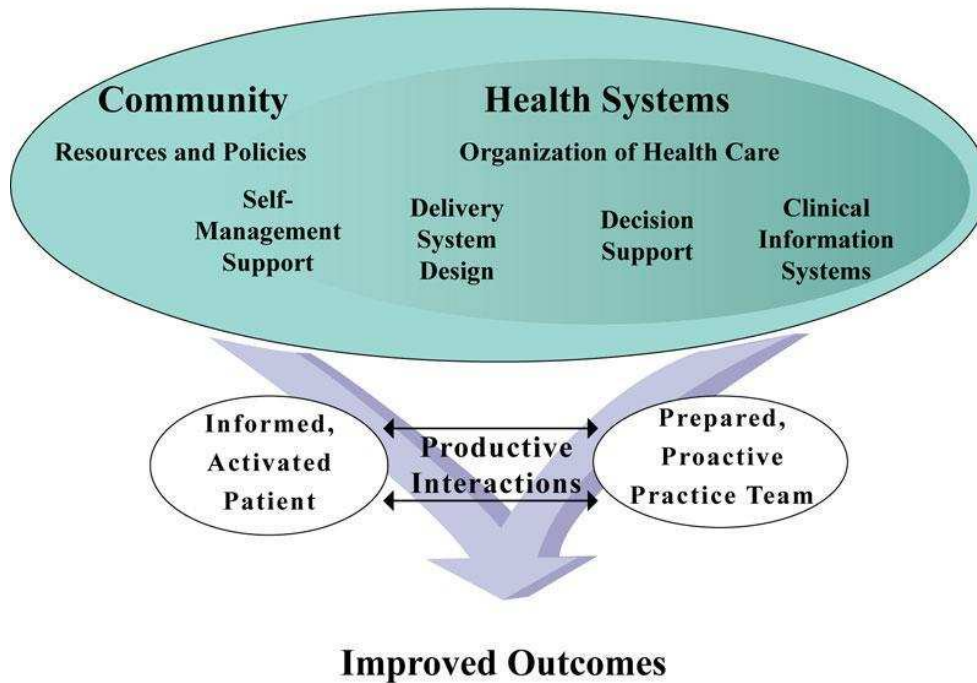 Community
Resources and Policies
Health Systems
Organization of Health Care
Self-
Management
Support
Delivery
System
Design
Decision
Support
Clinical
Information
Systems
Informed,
Activated
Patient
Productive
Interactions
Prepared,
Proactive
Practice Team
Improved Outcomes